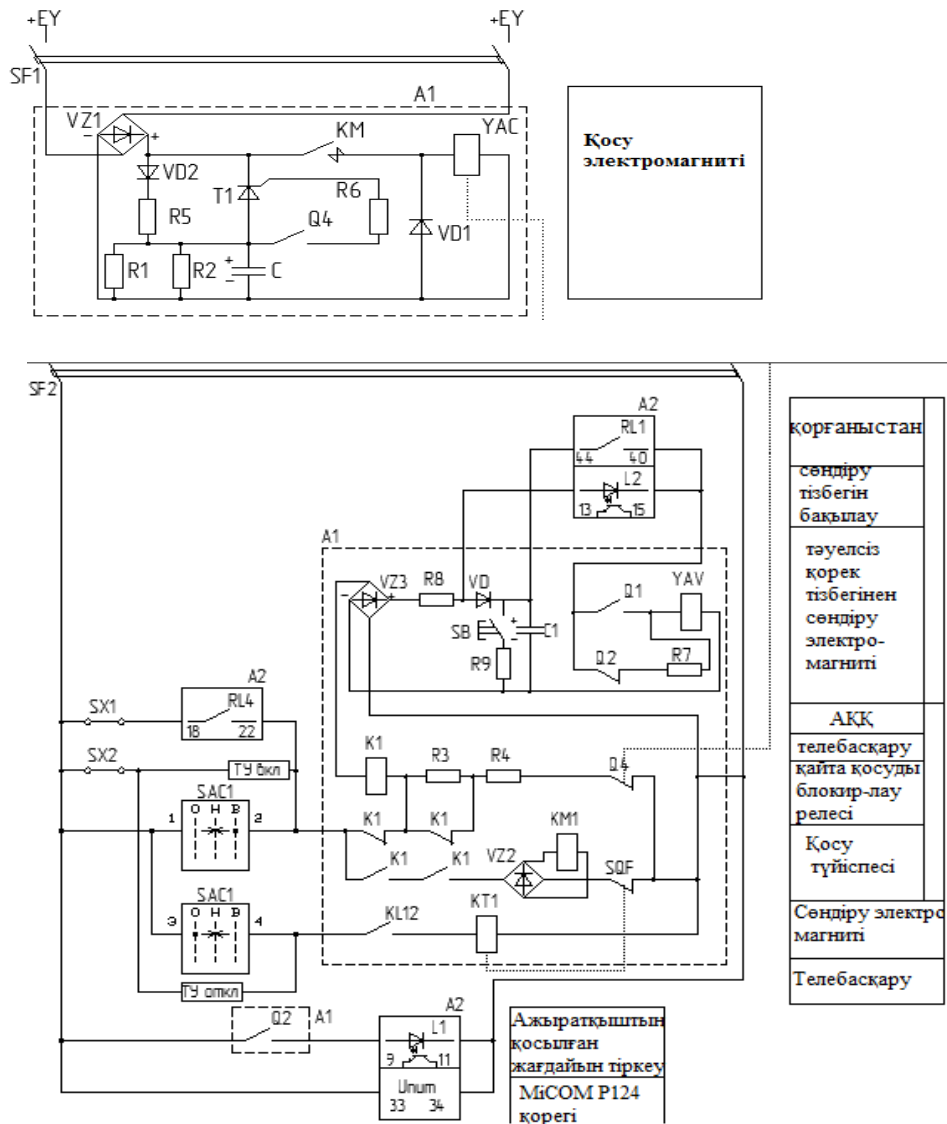 +EY
+EY
SF1
A1
VZ1
-
+
KM
YAC
VD2
T1
R6
R5
Q4
VD1
R1
R2
+
-
C
Қосу
электромагниті
SF2
A2
RL1
44
40
L2
13
15
A1
VZ3
-
+
R8
VD
SB
+
-
C1
R9
Q1
YAV
Q2
R7
A2
SX1
RL4
18
22
SX2
ТУ вкл
SAC1
О Н В
1
2
K1
R3
R4
Q4
K1
K1
KM1
K1
K1
VZ2
SQF
SAC1
О Н В
3
4
KL12
KT1
ТУ откл
Q2
A1
A2
L1
9
11
Unum
33
34
қорғаныстан
сөндіру
тізбегін
бақылау
тәуелсіз
қорек
тізбегінен
сөндіру
электро-
магниті
АҚҚ
телебасқару
қайта қосуды
блокир-лау
релесі
Қосу
түйіспесі
Сөндіру электро
магниті
Телебасқару
Ажыратқыштын
қосылған
жағдайын тіркеу
MiCOM P124
қорегі